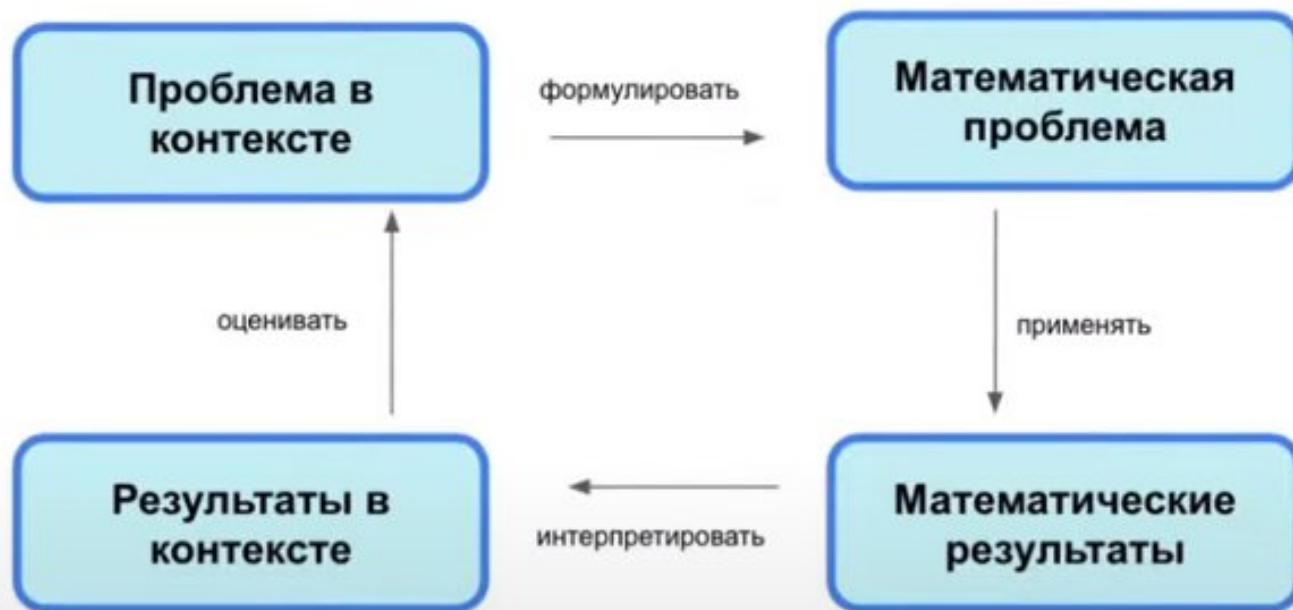 Проблема в
контексте
формулировать
Математическая
проблема
оценивать
применять
Результаты в
контексте
интерпретировать
Математические
результаты